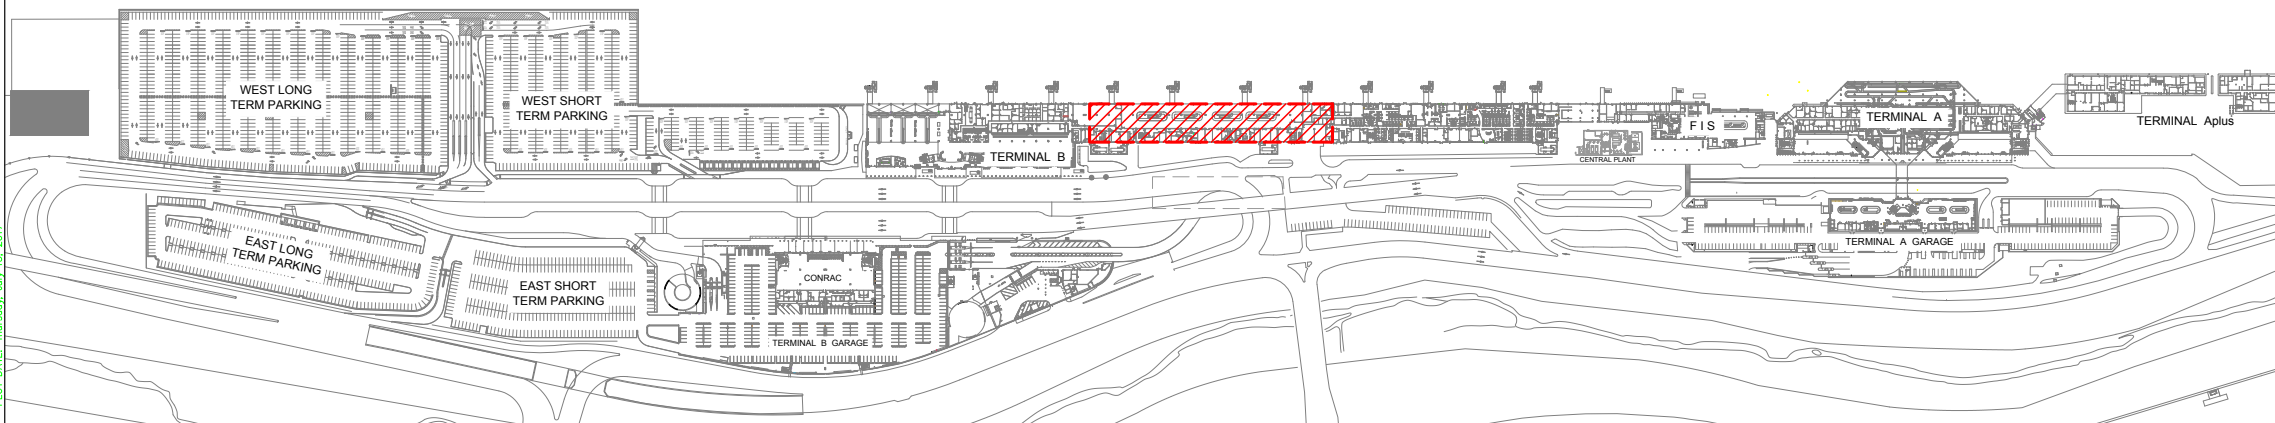 WEST LONG
TERM PARKING
WEST SHORT
TERM PARKING
TERMINAL B
CENTRAL PLANT
F I S
TERMINAL A
TERMINAL Aplus
EAST LONG
TERM PARKING
EAST SHORT
TERM PARKING
CONRAC
TERMINAL B GARAGE
TERMINAL A GARAGE